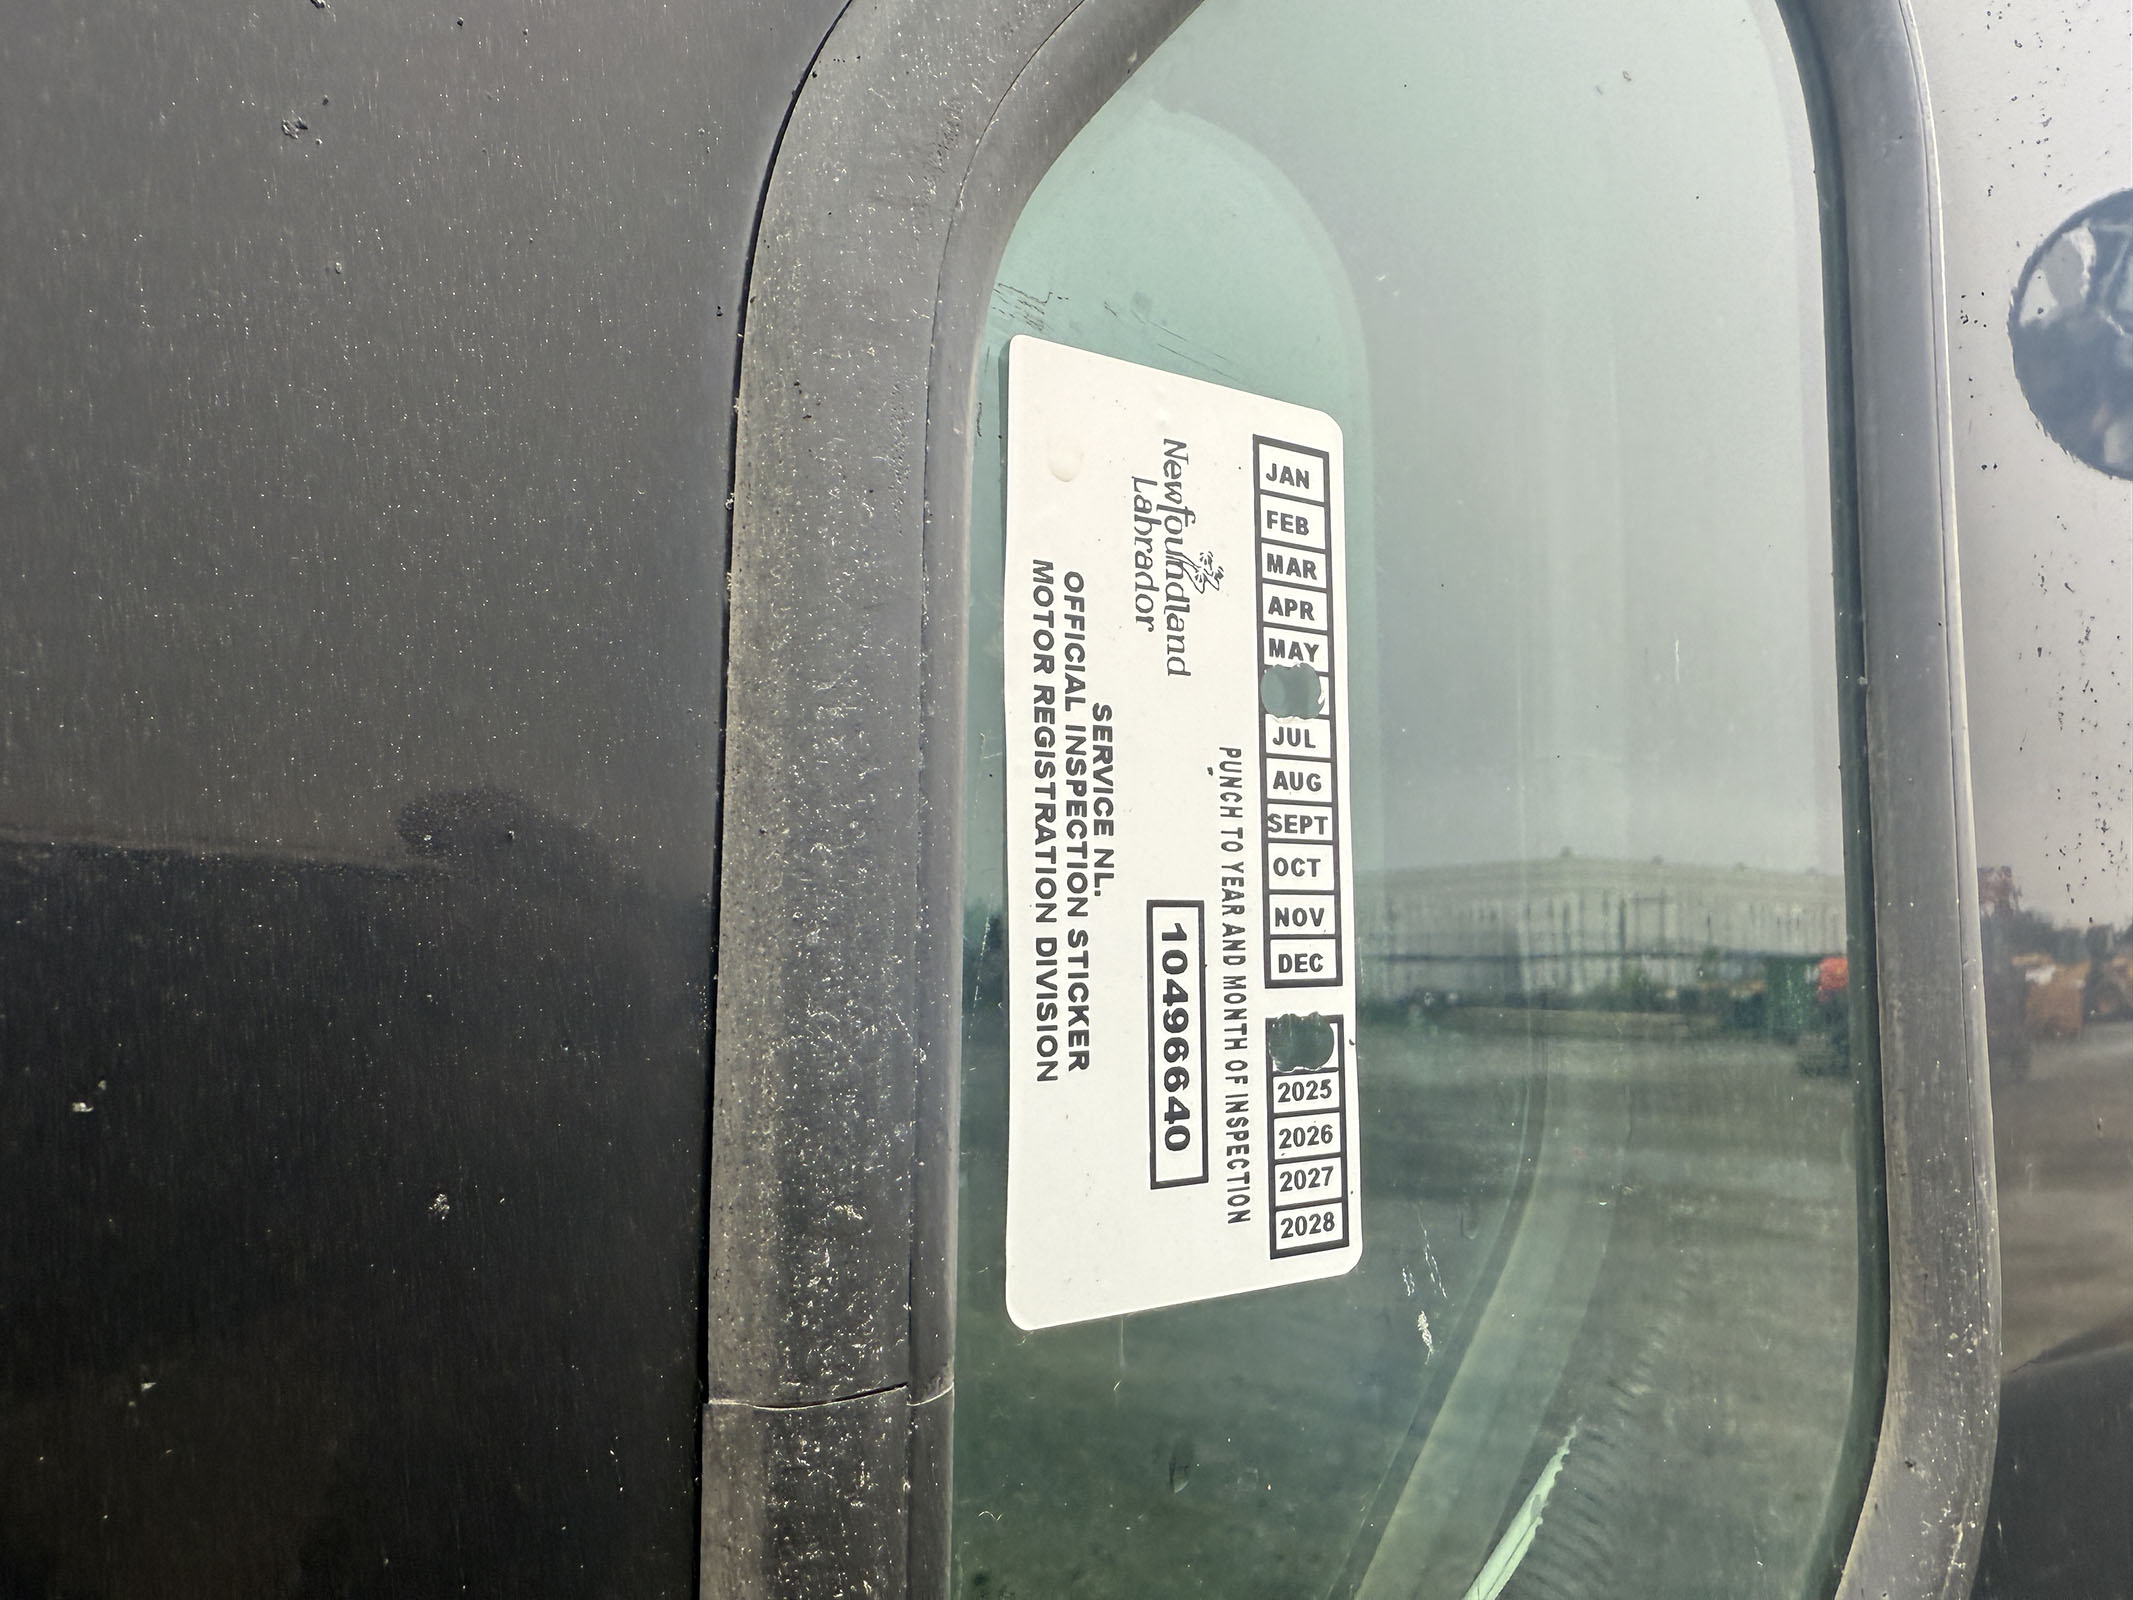 JAN FEB MAR APR MAY JUL AUG SEPT OCT NOV DEC 2025 2026 2027 2028
PUNCH TO YEAR AND MONTH OF INSPECTION
Newfoundland
Labrador
10496640
SERVICE NL.
OFFICIAL INSPECTION STICKER
MOTOR REGISTRATION DIVISION